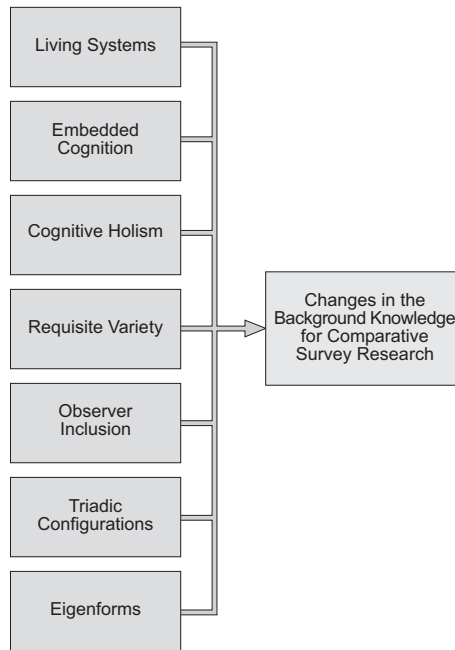 Living Systems
Embedded
Cognition
Cognitive Holism
Requisite Variety
Observer
Inclusion
Triadic
Configurations
Eigenforms
Changes in the
Background Knowledge
for Comparative
Survey Research